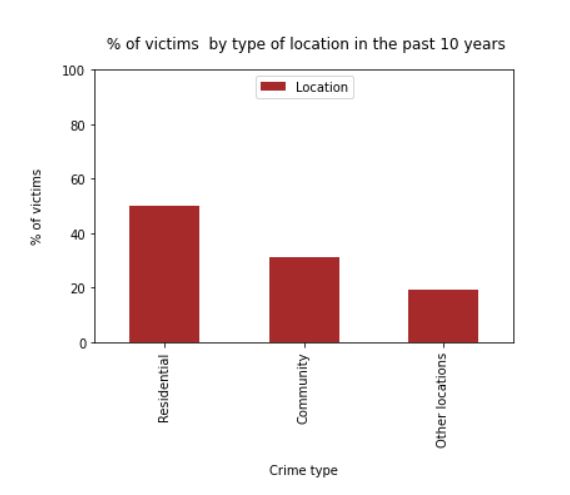 % of victims  by type of location in the past 10 years
Location
% of victims
100
80
60
40
20
0
Residential
Community
Other locations
Crime type